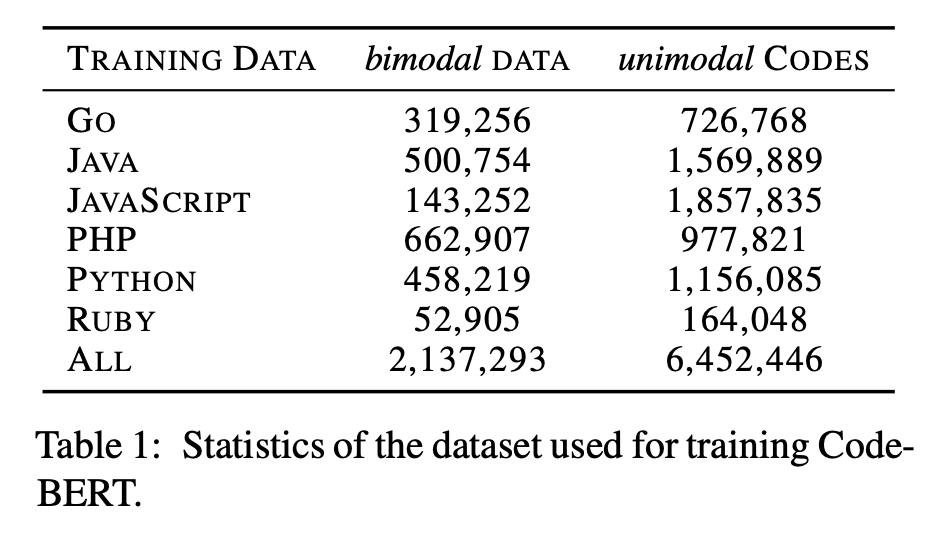 TRAINING DATA bimodal DATA unimodal CODES
GO 319,256 726,768
JAVA 500,754 1,569,889
JAVASCRIPT 143,252 1,857,835
PHP 662,907 977,821
PYTHON 458,219 1,156,085
RUBY 52,905 164,048
ALL 2,137,293 6,452,446
Table 1: Statistics of the dataset used for training Code-
BERT.